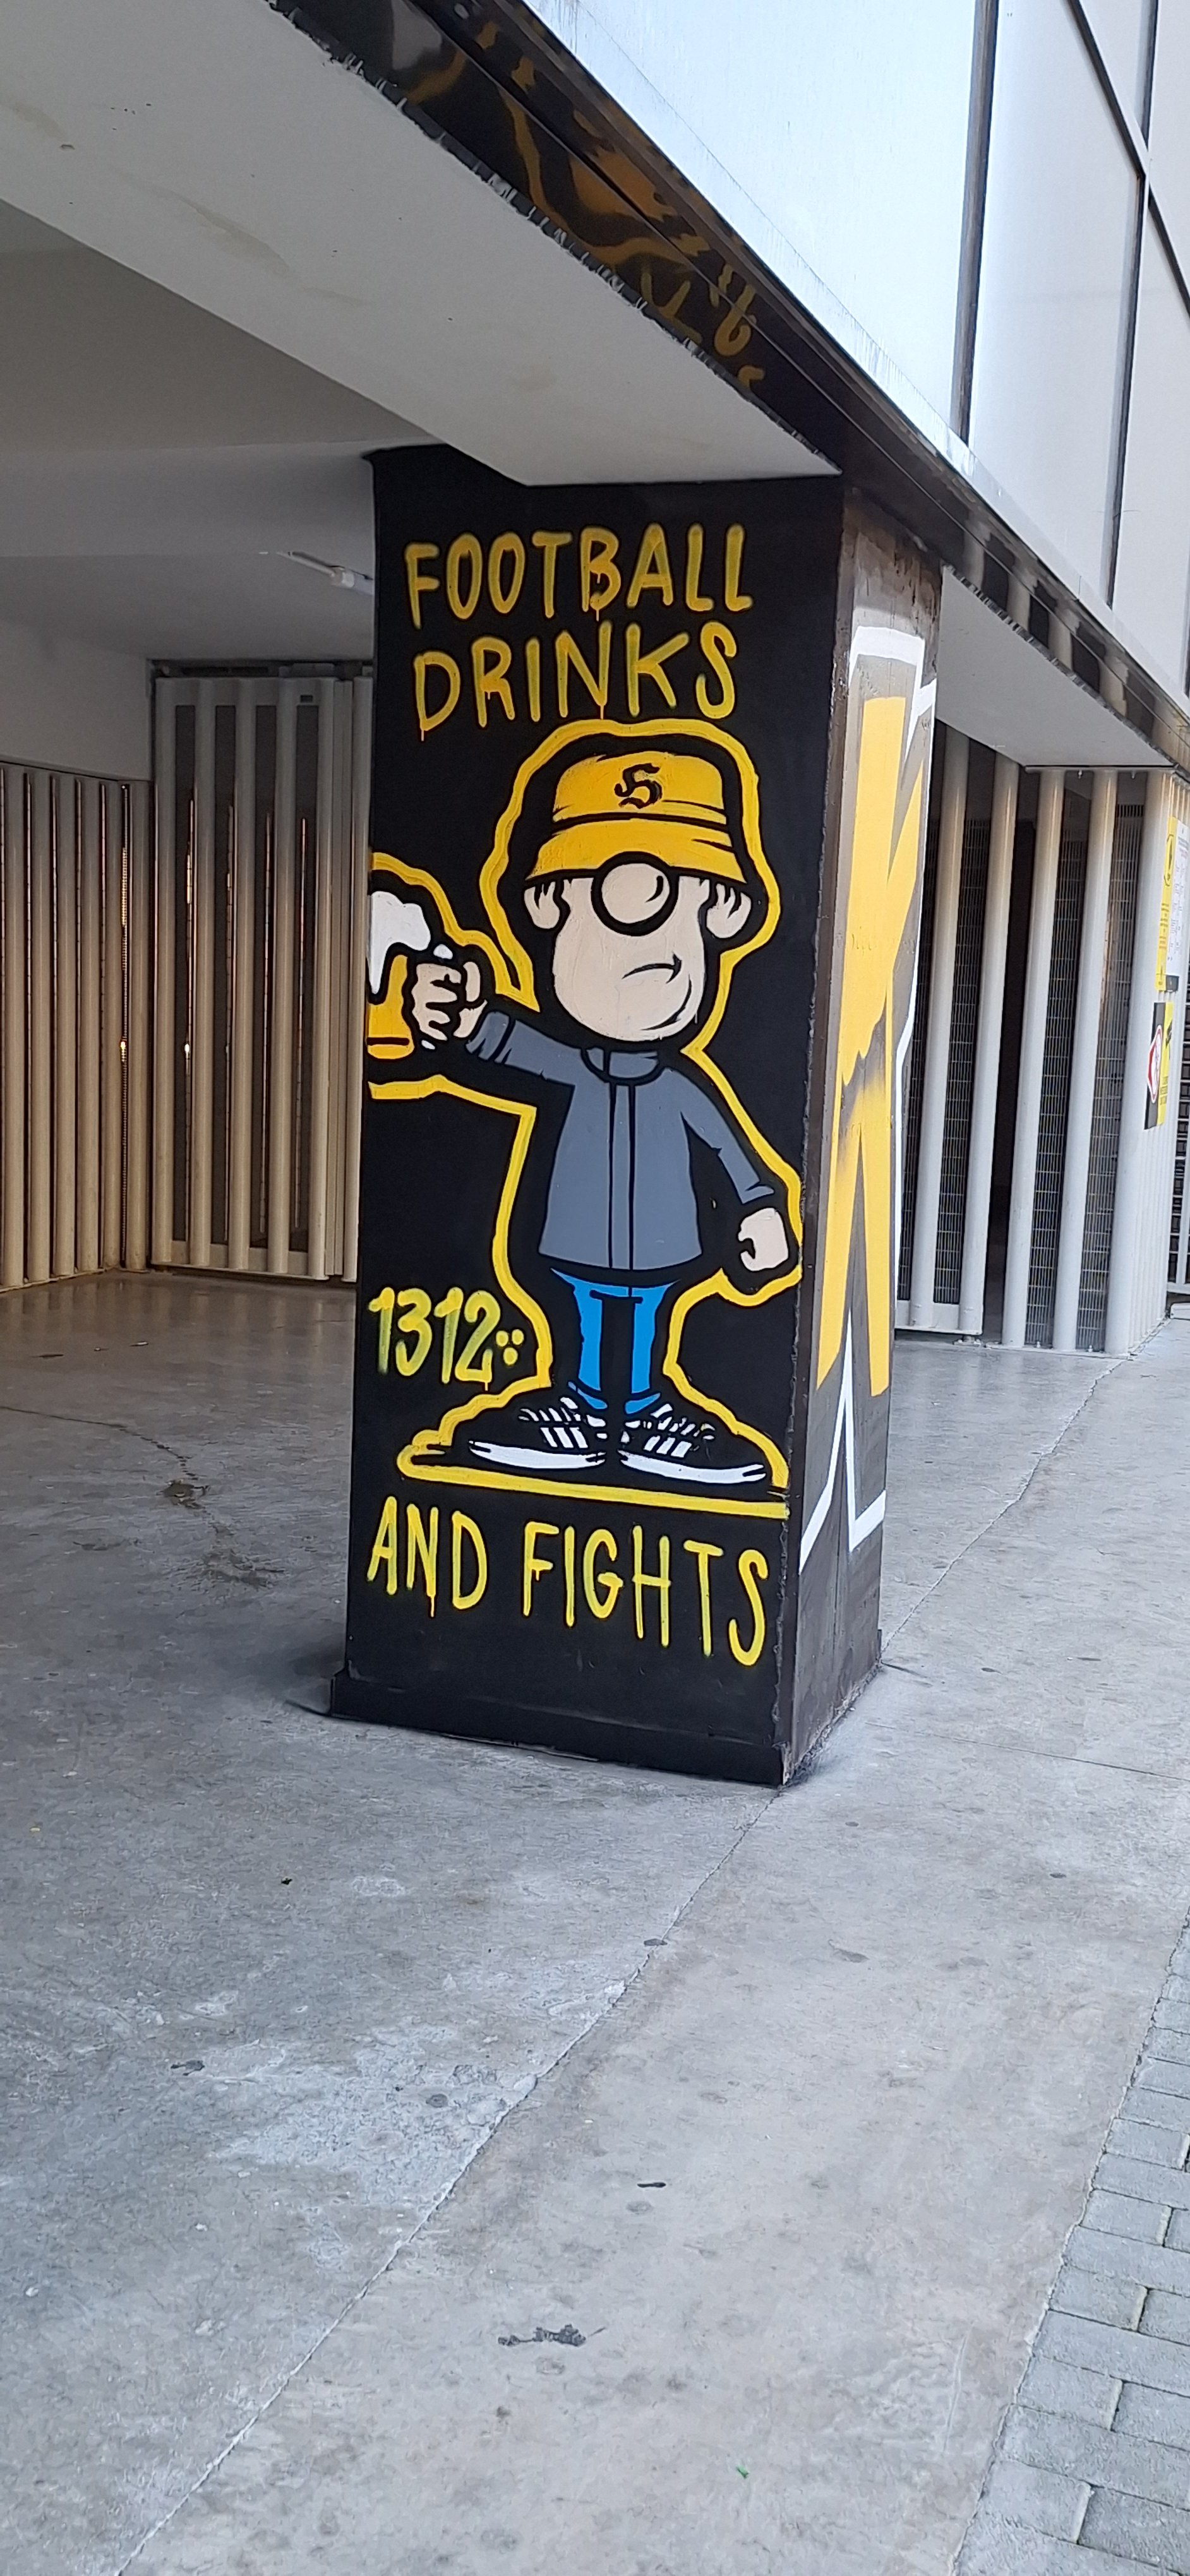 FOOTBALL
DRINKS
S
1312
AND FIGHTS
K